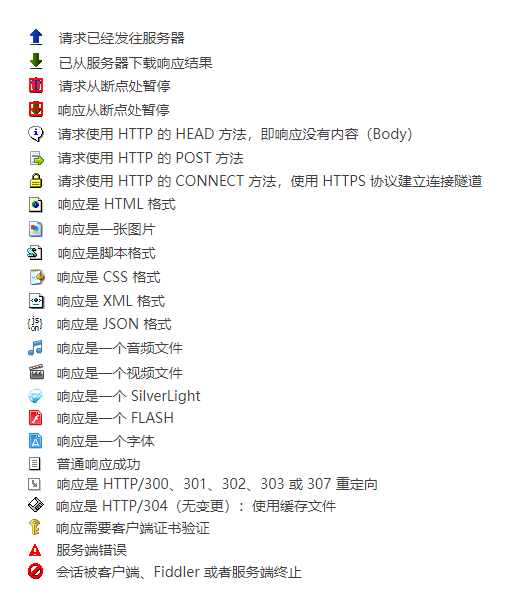 请求已经发往服务器
已从服务器下载响应结果
请求从断点处暂停
响应从断点处暂停
请求使用 HTTP 的 HEAD 方法，即响应没有内容（Body）
请求使用 HTTP 的 POST 方法
请求使用 HTTP 的 CONNECT 方法，使用 HTTPS 协议建立连接隧道
响应是 HTML 格式
响应是一张图片
响应是脚本格式
响应是 CSS 格式
响应是 XML 格式
{js on} 响应是 JSON 格式
响应是一个音频文件
响应是一个视频文件
响应是一个 SilverLight
响应是一个 FLASH
A 响应是一个字体
普通响应成功
响应是 HTTP/300、301、302、303 或 307 重定向
响应是 HTTP/304（无变更）：使用缓存文件
响应需要客户端证书验证
服务端错误
会话被客户端、Fiddler 或者服务端终止